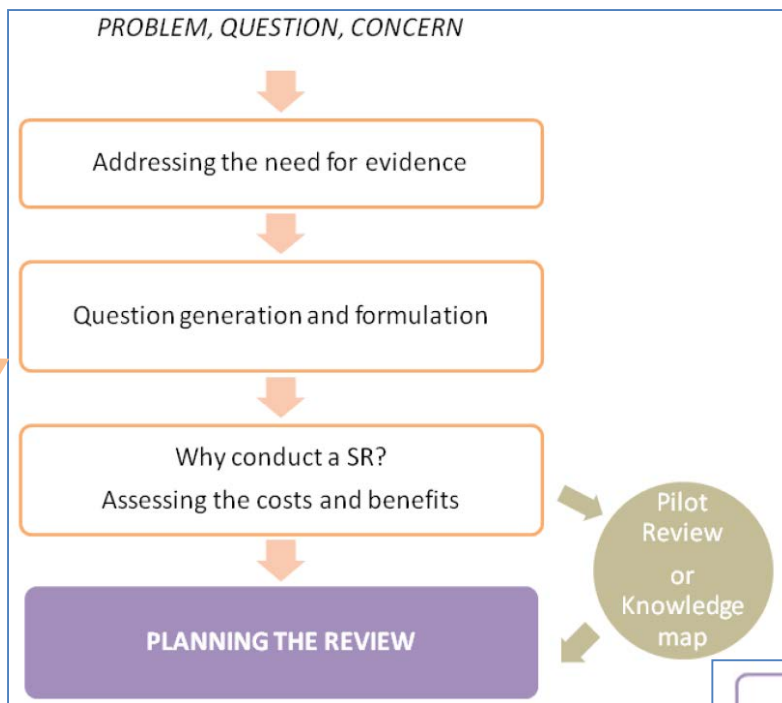 PROBLEM, QUESTION, CONCERN
Addressing the need for evidence
Question generation and formulation
Why conduct a SR?
Assessing the costs and benefits
Pilot
Review
or
Knowledge
map
PLANNING THE REVIEW